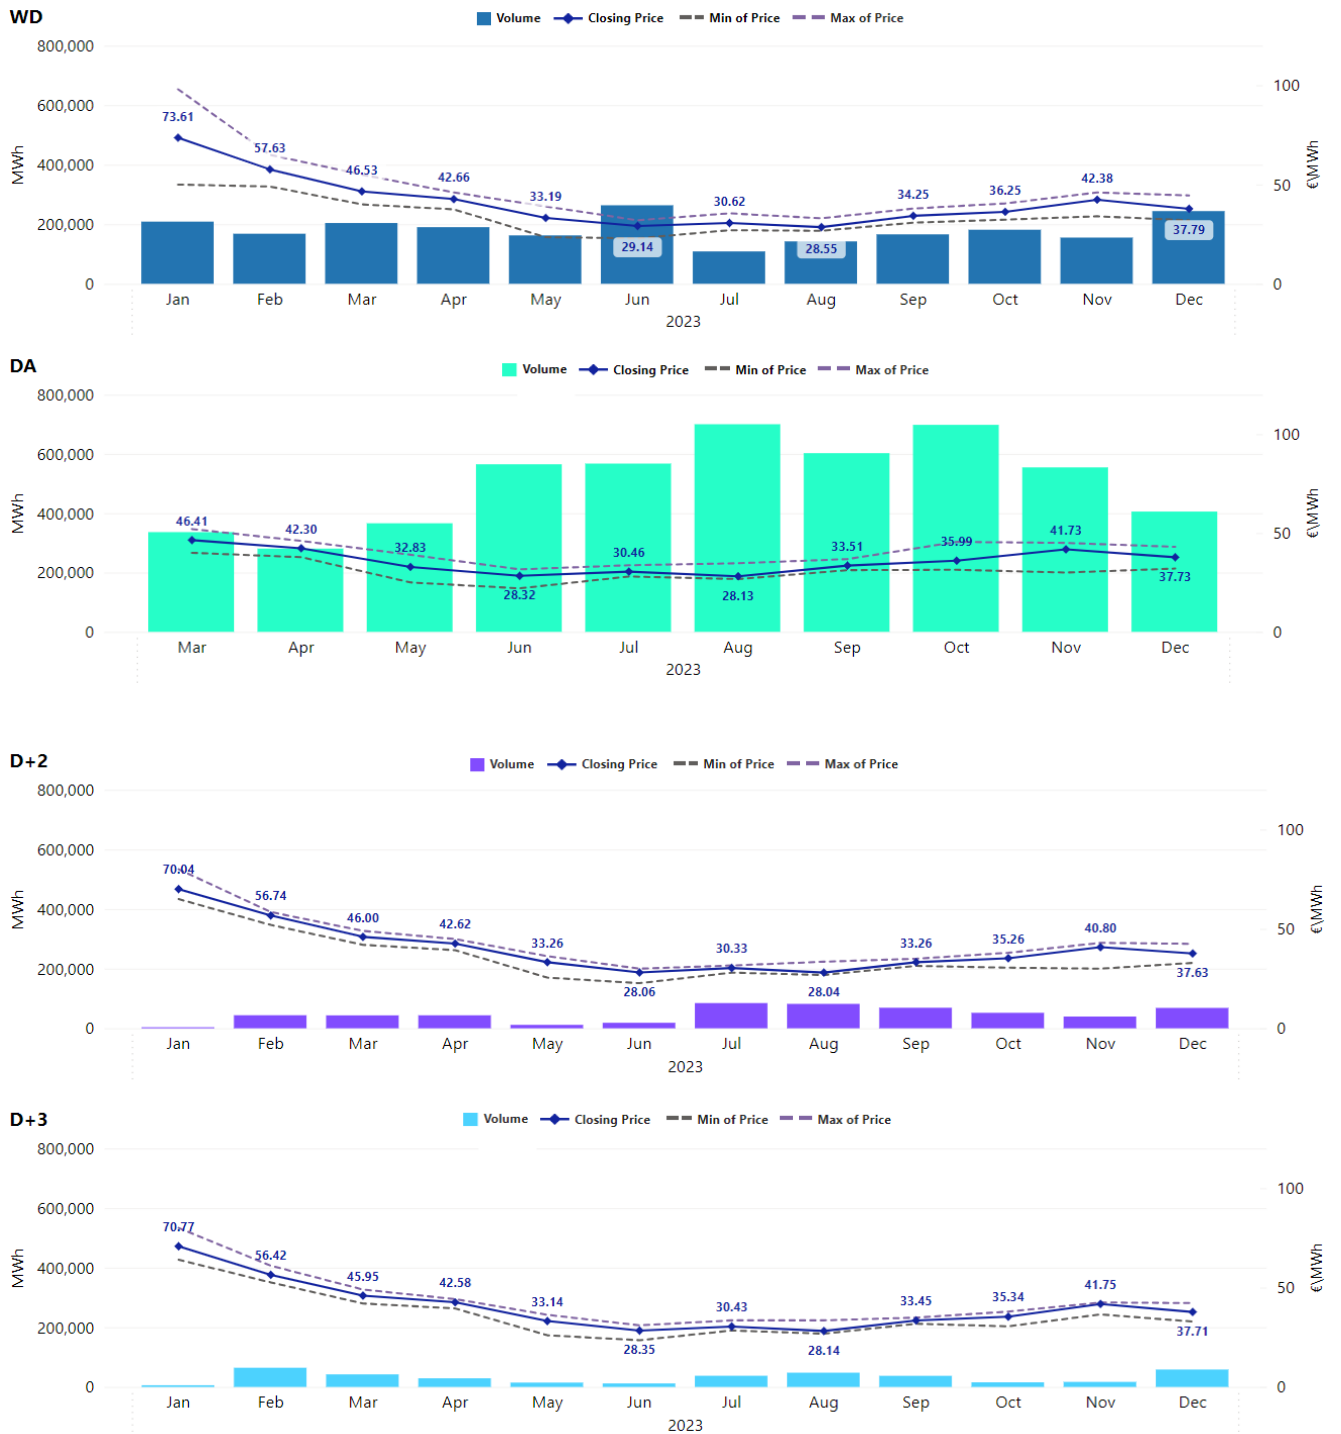 WD
Volume Closing Price Min of Price Max of Price
800,000
600,000
400,000
200,000
0
MWh
100
50
0
€\MWh
73.61 57.63 46.53 42.66 33.19 29.14 30.62 28.55 34.25 36.25 42.38 37.79
Jan Feb Mar Apr May Jun Jul Aug Sep Oct Nov Dec
2023
DA
Volume Closing Price Min of Price Max of Price
800,000
600,000
400,000
200,000
0
MWh
100
50
0
€\MWh
46.41 42.30 32.83 28.32 30.46 28.13 33.51 35.99 41.73 37.73
Mar Apr May Jun Jul Aug Sep Oct Nov Dec
2023
D+2
Volume Closing Price Min of Price Max of Price
800,000
600,000
400,000
200,000
0
MWh
100
50
0
€\MWh
70.04 56.74 46.00 42.62 33.26 28.06 30.33 28.04 33.26 35.26 40.80 37.63
Jan Feb Mar Apr May Jun Jul Aug Sep Oct Nov Dec
2023
D+3
Volume Closing Price Min of Price Max of Price
800,000
600,000
400,000
200,000
0
MWh
100
50
0
€\MWh
70.77 56.42 45.95 42.58 33.14 28.35 30.43 28.14 33.45 35.34 41.75 37.71
Jan Feb Mar Apr May Jun Jul Aug Sep Oct Nov Dec
2023